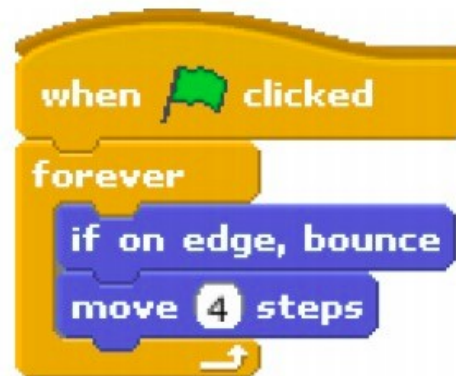 when clicked
forever
if on edge, bounce
move 4 steps